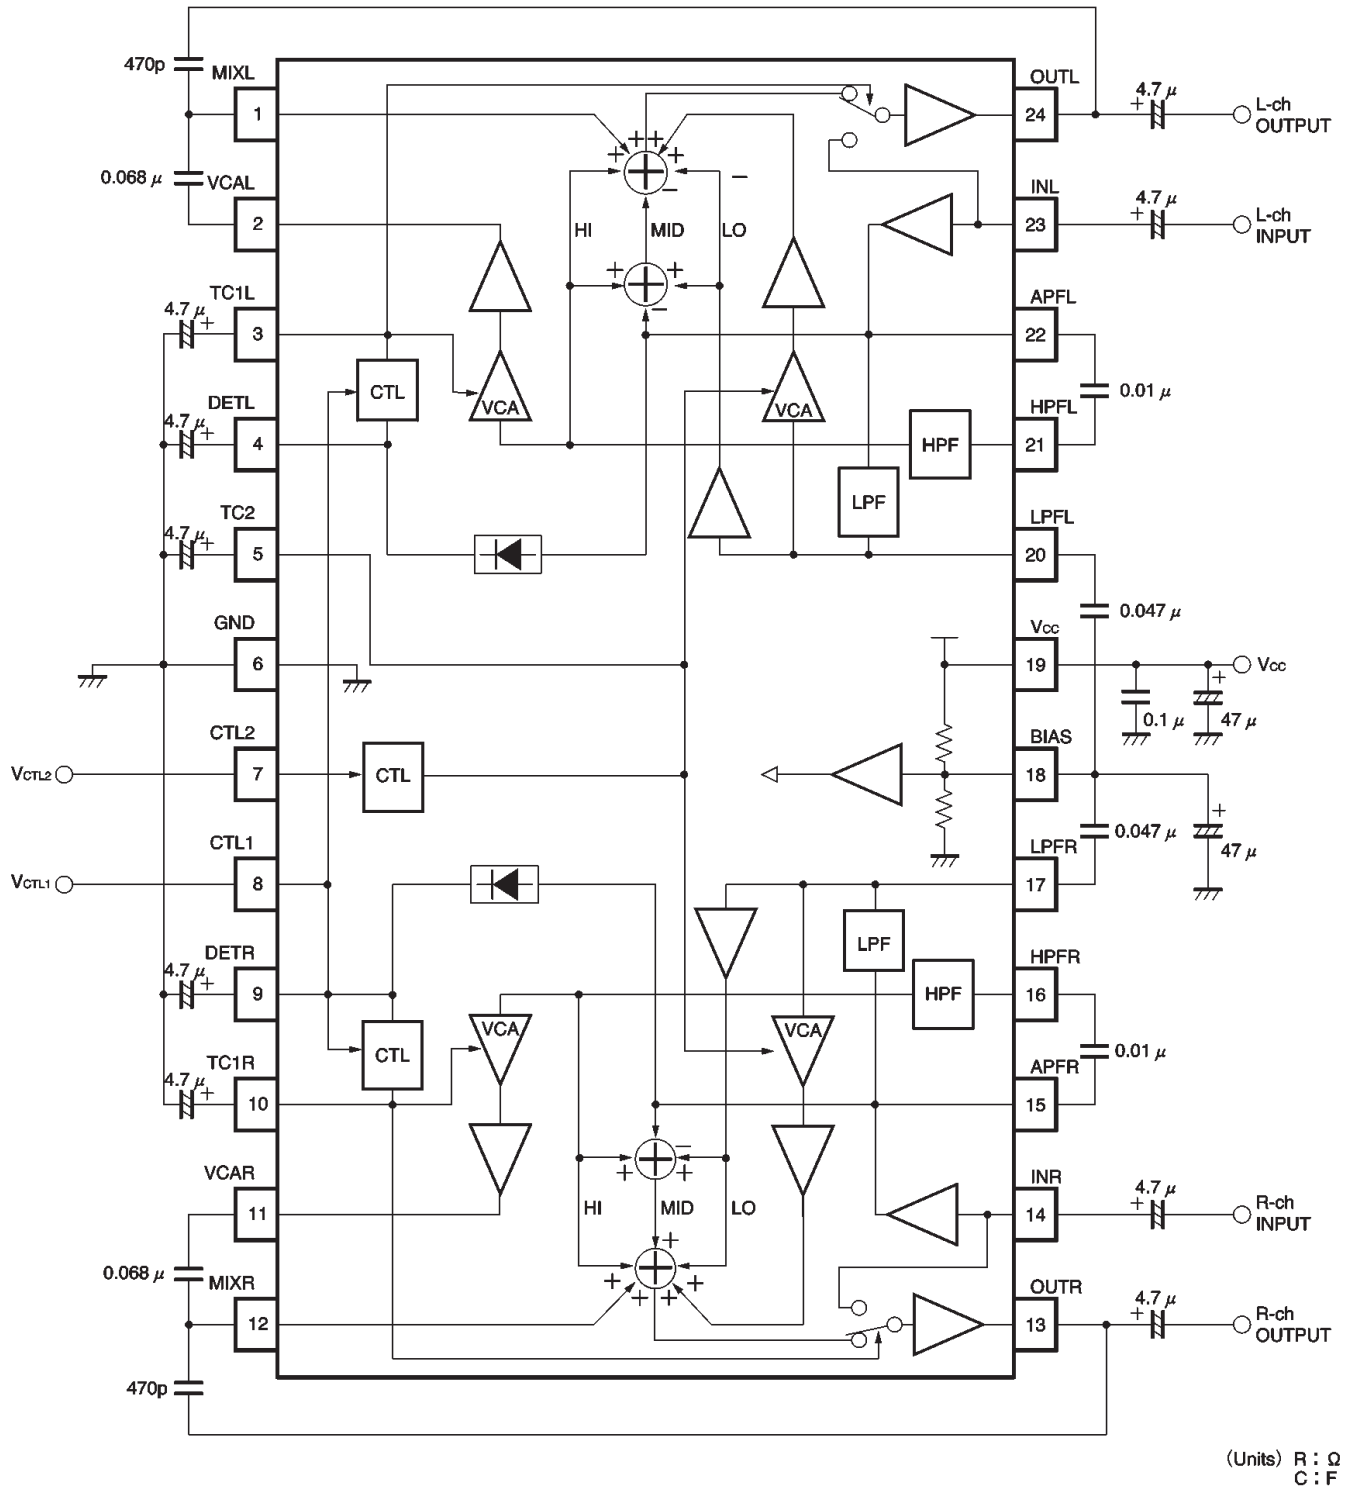 470p
MIXL
1
OUTL
24
4.7 μ
+
L-ch
OUTPUT
0.068 μ
VCAL
2
+ + + +
+
−
−
INL
23
4.7 μ
+
L-ch
INPUT
HI
MID
LO
TC1L
4.7 μ
+
3
+ +
+
−
APFL
22
CTL
VCA
VCA
0.01 μ
DETL
4.7 μ
+
4
HPF
HPFL
21
LPF
TC2
4.7 μ
+
5
LPFL
20
0.047 μ
GND
6
VCC
19
VCC
+
0.1 μ
47 μ
CTL2
VCTL2
7
CTL
BIAS
18
+
0.047 μ
47 μ
CTL1
VCTL1
8
LPFR
17
LPF
DETR
4.7 μ
+
9
HPF
HPFR
16
VCA
VCA
CTL
0.01 μ
TC1R
4.7 μ
+
10
APFR
15
−
+
+ +
VCAR
11
HI
MID
LO
INR
14
4.7 μ
+
R-ch
INPUT
0.068 μ
MIXR
12
+
+
+ + + +
OUTR
13
4.7 μ
+
R-ch
OUTPUT
470p
(Units) R : Ω
C : F